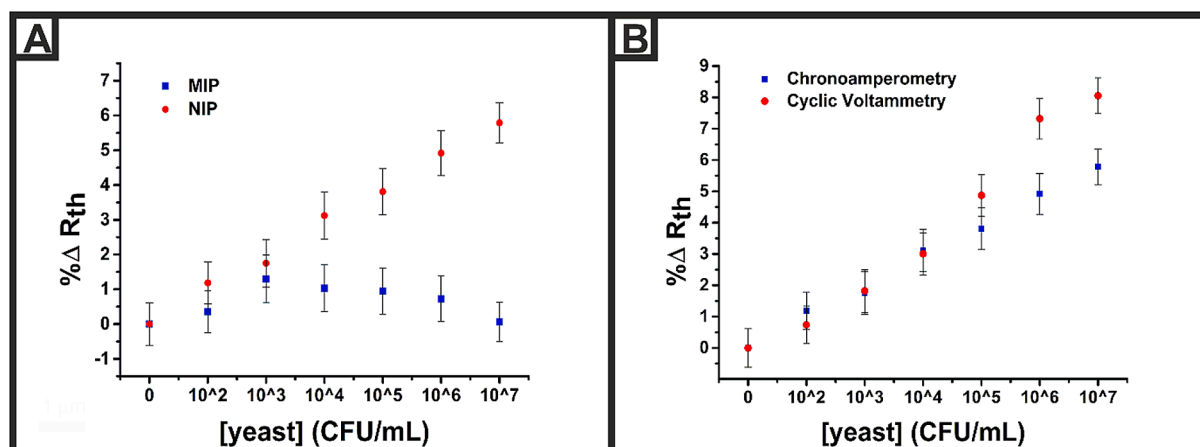 A
MIP
NIP
7
6
5
4
3
2
1
0
-1
%Δ Rth
0 10^2 10^3 10^4 10^5 10^6 10^7
[yeast] (CFU/mL)
1 µm
B
Chronoamperometry
Cyclic Voltammetry
9
8
7
6
5
4
3
2
1
0
%Δ Rth
0 10^2 10^3 10^4 10^5 10^6 10^7
[yeast] (CFU/mL)